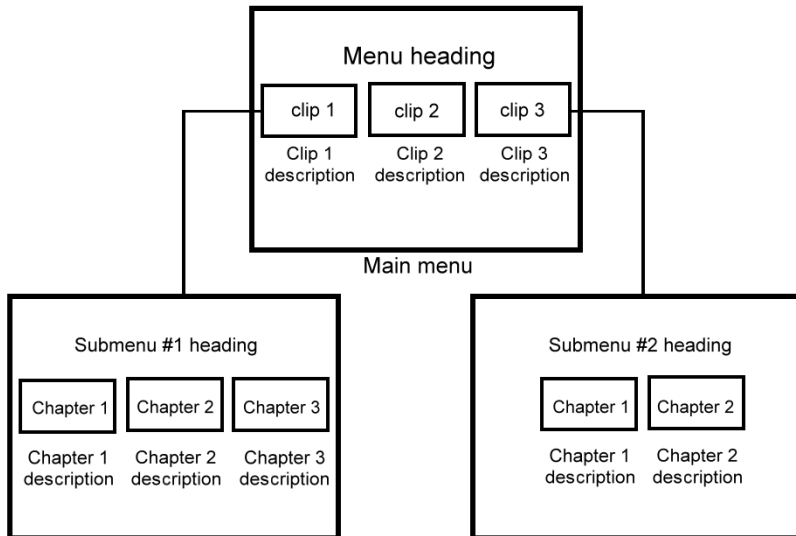 Menu heading
clip 1 clip 2 clip 3
Clip 1 Clip 2 Clip 3
description description description
Main menu
Submenu #1 heading
Chapter 1 Chapter 2 Chapter 3
Chapter 1 Chapter 2 Chapter 3
description description description
Submenu #2 heading
Chapter 1 Chapter 2
Chapter 1 Chapter 2
description description